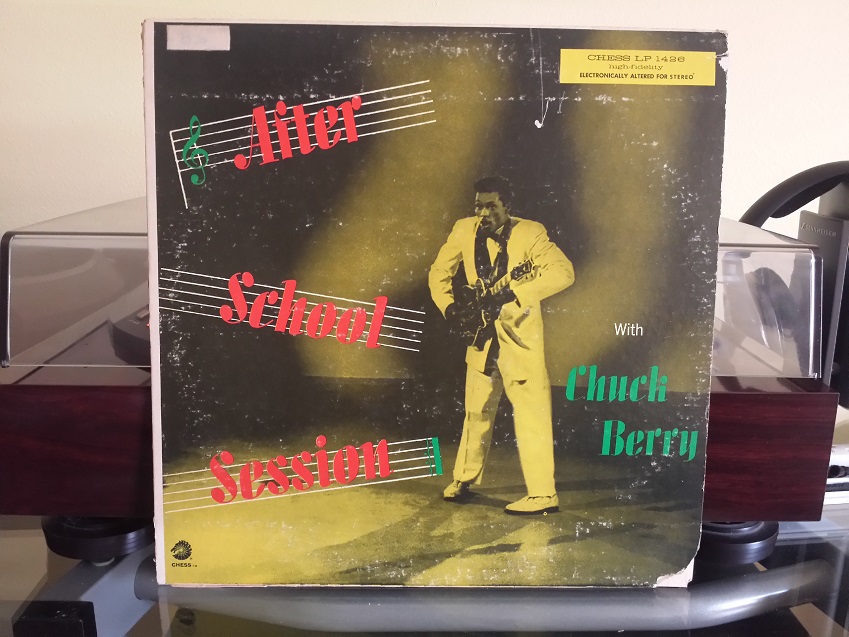 CHESS LP 1426
high-fidelity
ELECTRONICALLY ALTERED FOR STEREO
After
School
Session
With
Chuck
Berry
CHESS